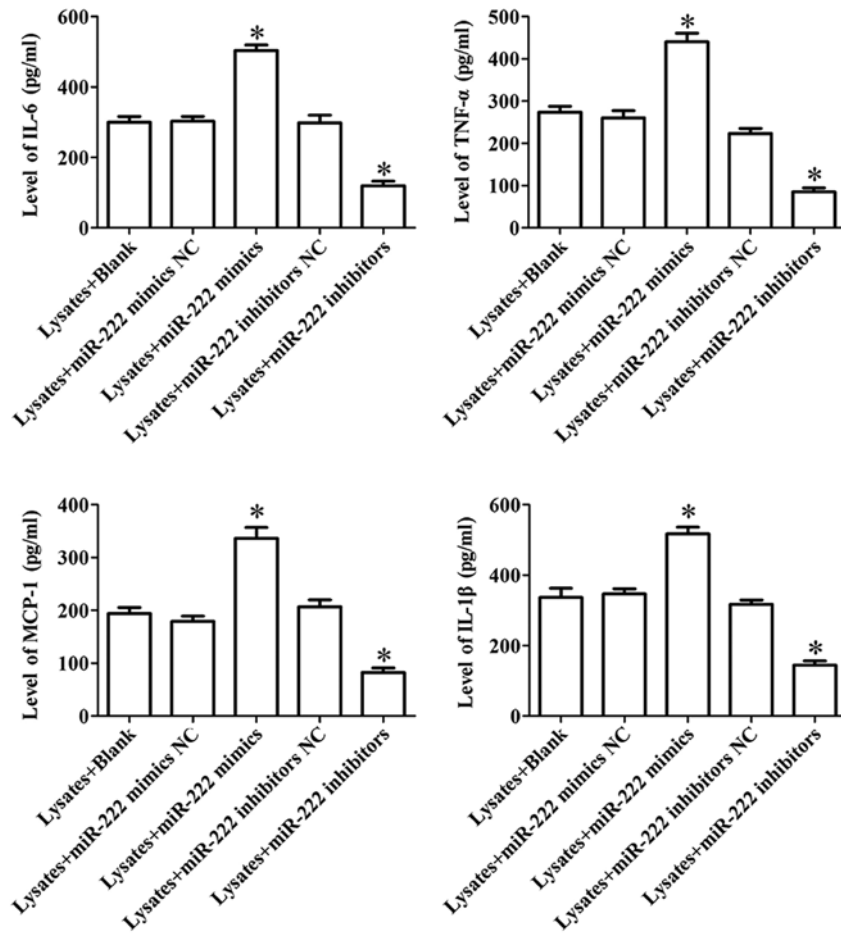 Level of IL-6 (pg/ml)
600
400
200
0
*
*
Lysates+Blank
Lysates+miR-222 mimics NC
Lysates+miR-222 mimics
Lysates+miR-222 inhibitors NC
Lysates+miR-222 inhibitors
Level of TNF-α (pg/ml)
500
400
300
200
100
0
*
*
Lysates+Blank
Lysates+miR-222 mimics NC
Lysates+miR-222 mimics
Lysates+miR-222 inhibitors NC
Lysates+miR-222 inhibitors
Level of MCP-1 (pg/ml)
400
300
200
100
0
*
*
Lysates+Blank
Lysates+miR-222 mimics NC
Lysates+miR-222 mimics
Lysates+miR-222 inhibitors NC
Lysates+miR-222 inhibitors
Level of IL-1β (pg/ml)
600
400
200
0
*
*
Lysates+Blank
Lysates+miR-222 mimics NC
Lysates+miR-222 mimics
Lysates+miR-222 inhibitors NC
Lysates+miR-222 inhibitors